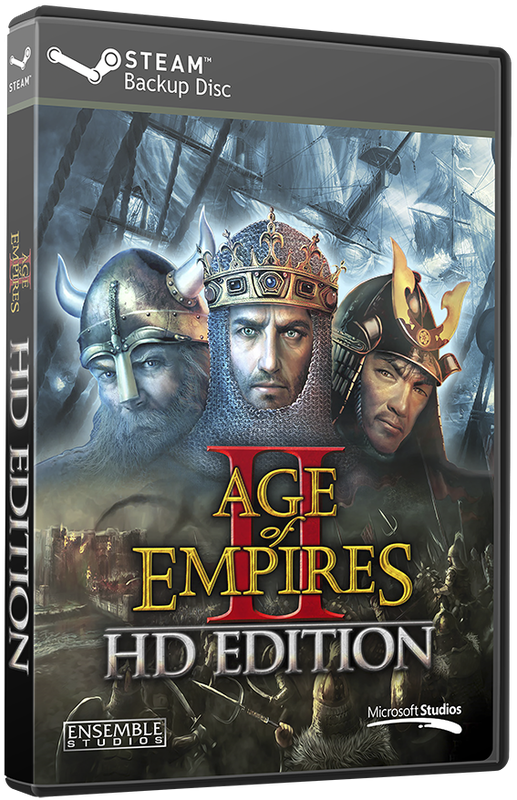 STEAM™
Backup Disc
STEAM™
AGE
of
EMPIRES
II
HD EDITION
AGE
of
EMPIRES
II
HD EDITION
ENSEMBLE
STUDIOS
Microsoft Studios